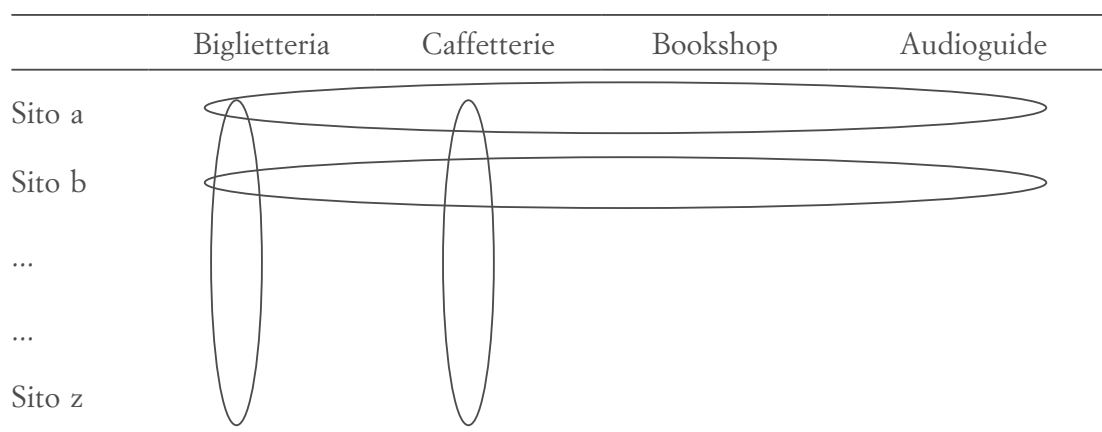 Biglietteria Caffetterie Bookshop Audioguide
Sito a
Sito b
...
...
Sito z